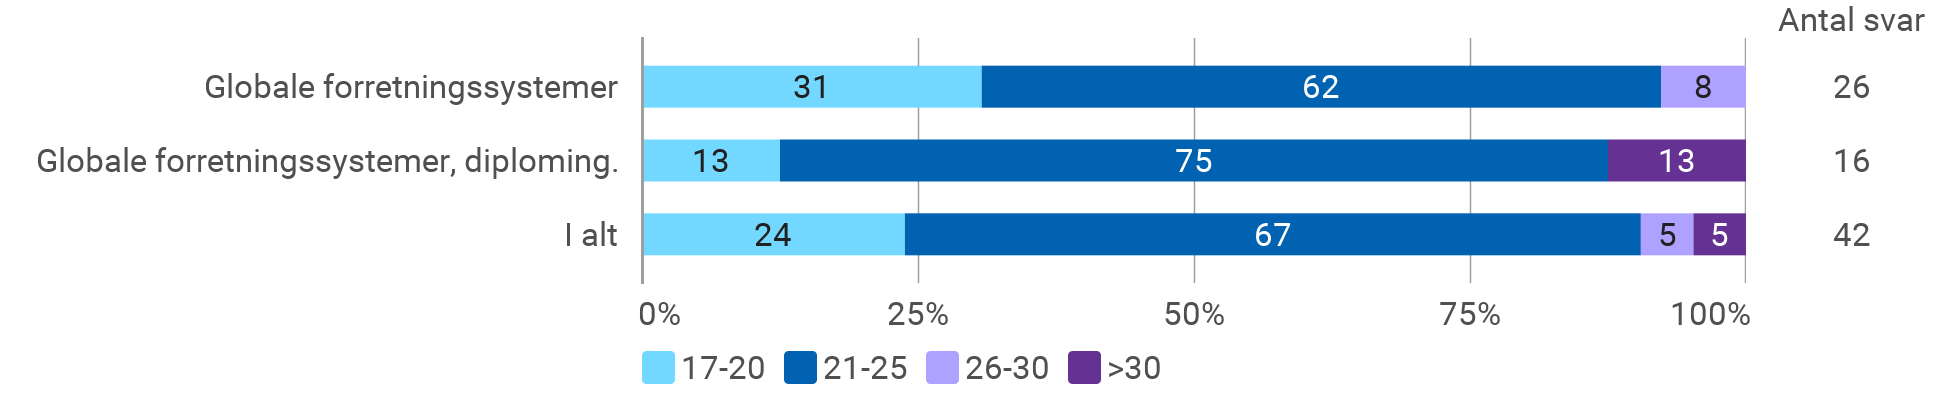 Antal svar
Globale forretningssystemer 31 62 8 26
Globale forretningssystemer, diploming. 13 75 13 16
I alt 24 67 5 5 42
0% 25% 50% 75% 100%
17-20 21-25 26-30 >30